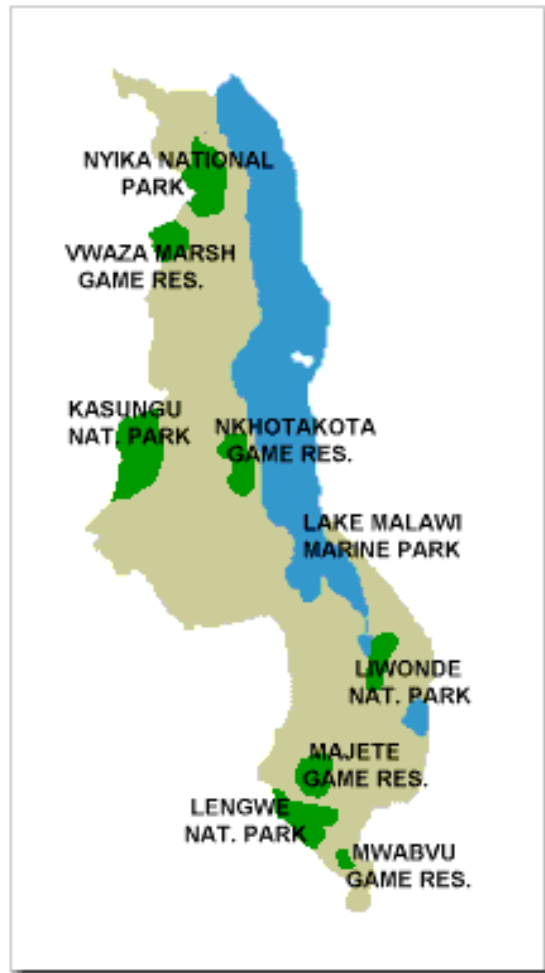 NYIKA NATIONAL
PARK
VWAZA MARSH
GAME RES.
KASUNGU
NAT. PARK
NKHOTAKOTA
GAME RES.
LAKE MALAWI
MARINE PARK
LIWONDE
NAT. PARK
MAJETE
GAME RES.
LENGWE
NAT. PARK
MWABVU
GAME RES.